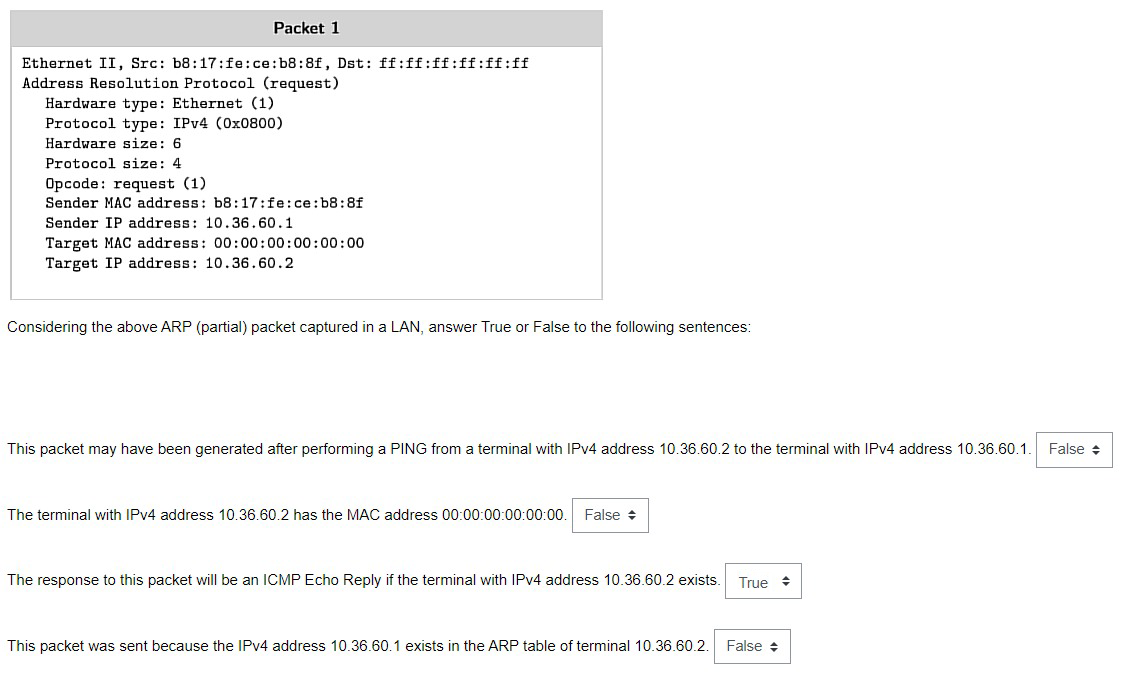 Packet 1
Ethernet II, Src: b8:17:fe:ce:b8:8f, Dst: ff:ff:ff:ff:ff:ff
Address Resolution Protocol (request)
Hardware type: Ethernet (1)
Protocol type: IPv4 (0x0800)
Hardware size: 6
Protocol size: 4
Opcode: request (1)
Sender MAC address: b8:17:fe:ce:b8:8f
Sender IP address: 10.36.60.1
Target MAC address: 00:00:00:00:00:00
Target IP address: 10.36.60.2
Considering the above ARP (partial) packet captured in a LAN, answer True or False to the following sentences:
This packet may have been generated after performing a PING from a terminal with IPv4 address 10.36.60.2 to the terminal with IPv4 address 10.36.60.1. False
The terminal with IPv4 address 10.36.60.2 has the MAC address 00:00:00:00:00:00. False
The response to this packet will be an ICMP Echo Reply if the terminal with IPv4 address 10.36.60.2 exists. True
This packet was sent because the IPv4 address 10.36.60.1 exists in the ARP table of terminal 10.36.60.2. False